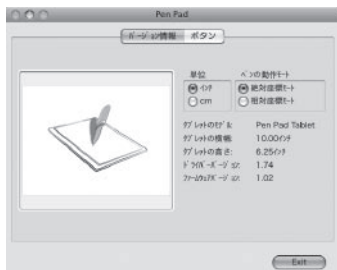 Pen Pad
バージョン情報 ボタン
単位 ペンの動作モード
インチ 絶対座標モード
cm 相対座標モード
タブレットのモデル: Pen Pad Tablet
タブレットの横幅: 10.00インチ
タブレットの高さ: 6.25インチ
ドライバーバージョン: 1.74
ファームウェアバージョン: 1.02
Exit